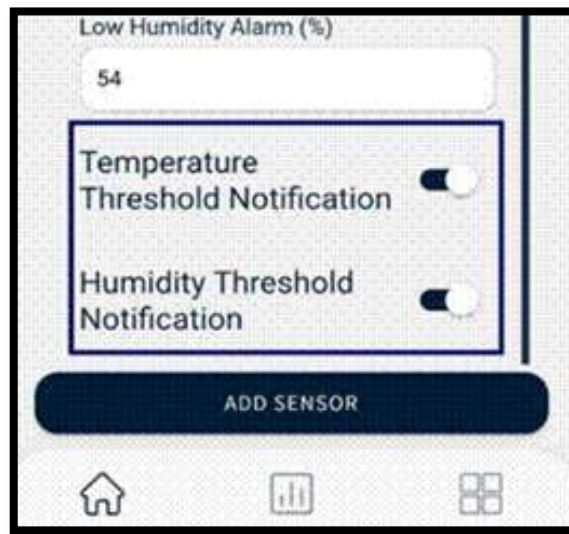 Low Humidity Alarm (%)
54
Temperature
Threshold Notification
Humidity Threshold
Notification
ADD SENSOR